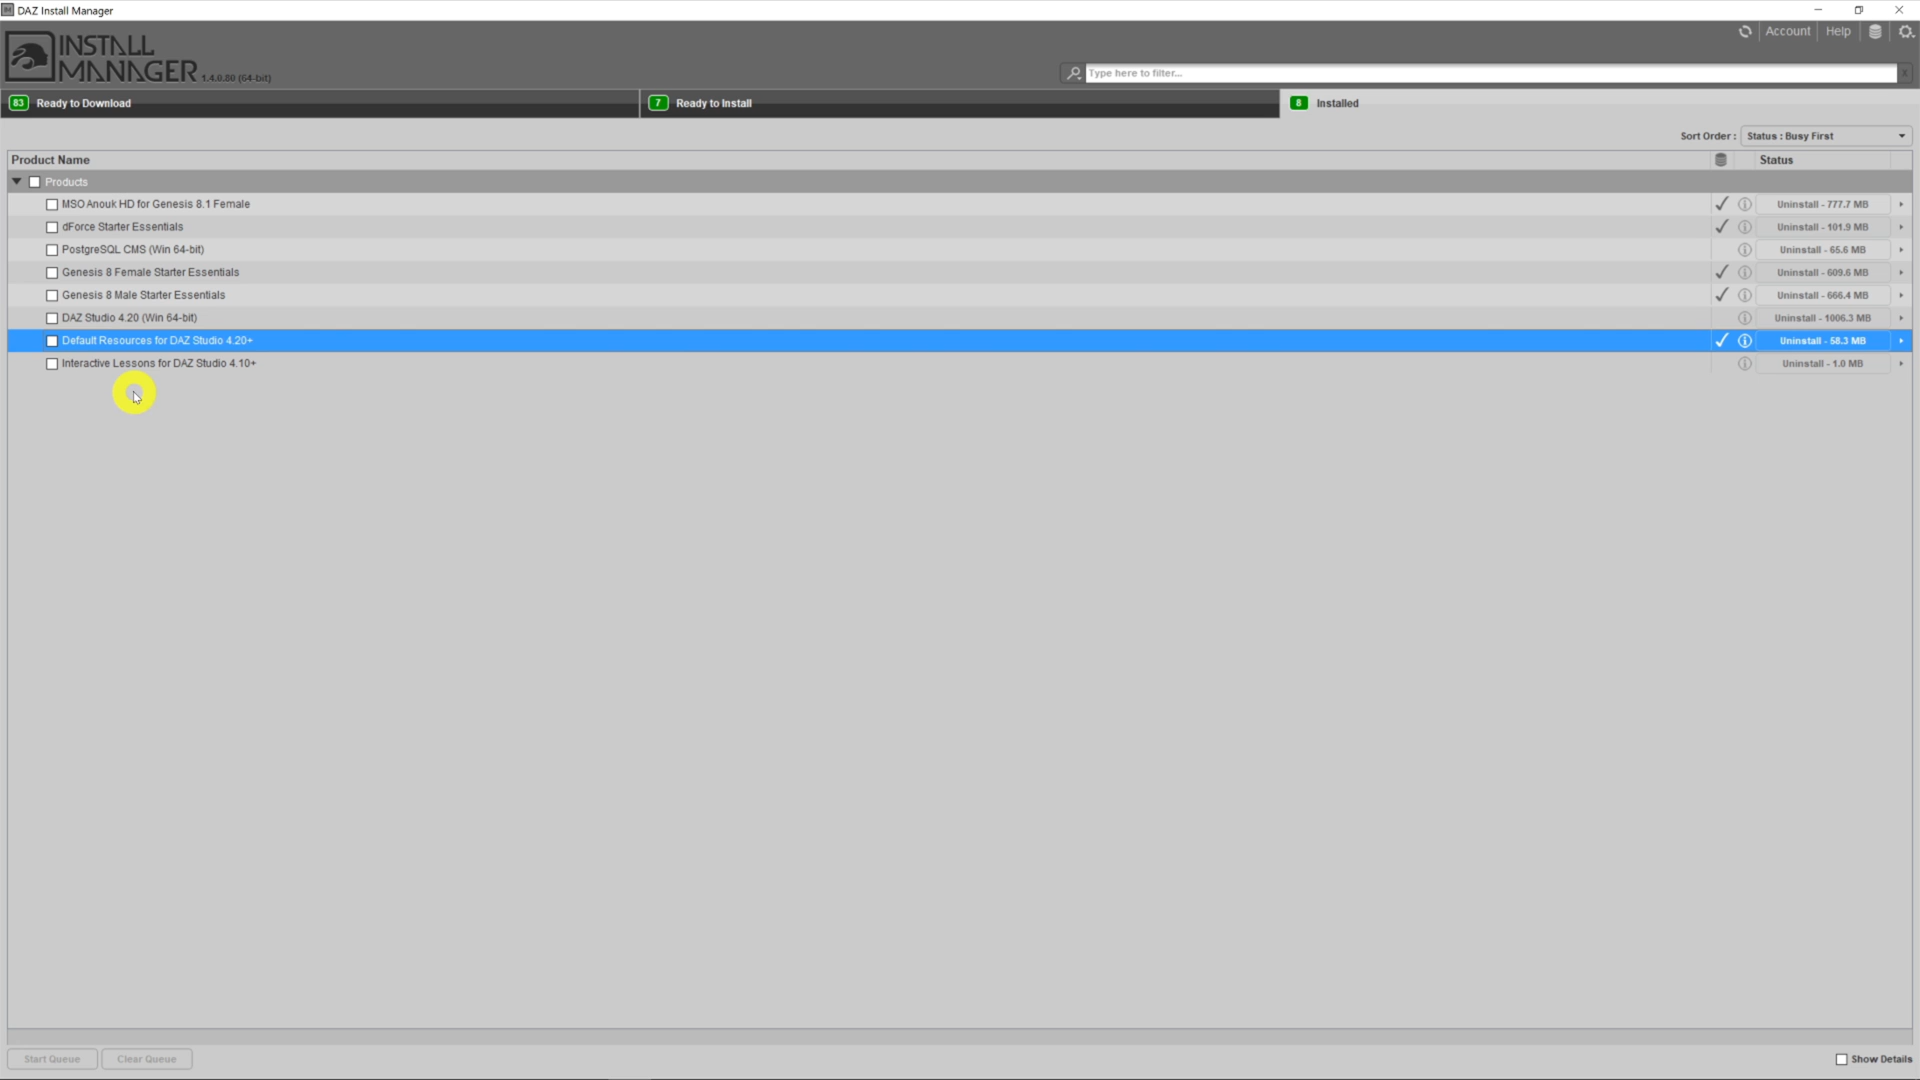 DAZ Install Manager
INSTALL
MANAGER 1.4.0.80 (64-bit)
Account Help
Type here to filter...
83 Ready to Download
7 Ready to Install
8 Installed
Sort Order : Status : Busy First
Product Name Status
Products
MSO Anouk HD for Genesis 8.1 Female Uninstall - 777.7 MB
dForce Starter Essentials Uninstall - 101.9 MB
PostgreSQL CMS (Win 64-bit) Uninstall - 65.6 MB
Genesis 8 Female Starter Essentials Uninstall - 609.6 MB
Genesis 8 Male Starter Essentials Uninstall - 666.4 MB
DAZ Studio 4.20 (Win 64-bit) Uninstall - 1006.3 MB
Default Resources for DAZ Studio 4.20+ Uninstall - 58.3 MB
Interactive Lessons for DAZ Studio 4.10+ Uninstall - 1.0 MB
Start Queue Clear Queue Show Details